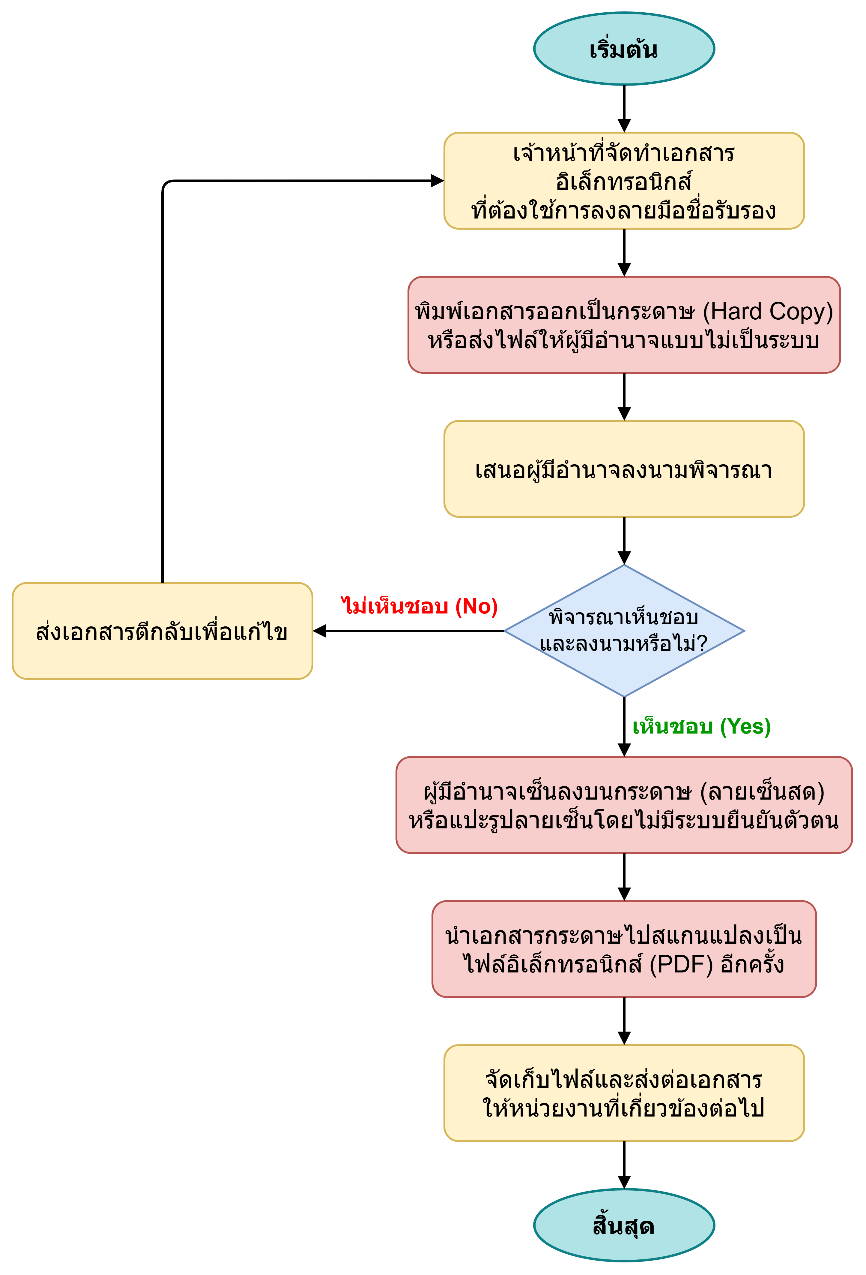 เริ่มต้น
เจ้าหน้าที่จัดทำเอกสาร
อิเล็กทรอนิกส์
ที่ต้องใช้การลงลายมือชื่อรับรอง
พิมพ์เอกสารออกเป็นกระดาษ (Hard Copy)
หรือส่งไฟล์ให้ผู้มีอำนาจแบบไม่เป็นระบบ
เสนอผู้มีอำนาจลงนามพิจารณา
พิจารณาเห็นชอบ
และลงนามหรือไม่?
ไม่เห็นชอบ (No)
ส่งเอกสารตีกลับเพื่อแก้ไข
เห็นชอบ (Yes)
ผู้มีอำนาจเซ็นลงบนกระดาษ (ลายเซ็นสด)
หรือแปะรูปลายเซ็นโดยไม่มีระบบยืนยันตัวตน
นำเอกสารกระดาษไปสแกนแปลงเป็น
ไฟล์อิเล็กทรอนิกส์ (PDF) อีกครั้ง
จัดเก็บไฟล์และส่งต่อเอกสาร
ให้หน่วยงานที่เกี่ยวข้องต่อไป
สิ้นสุด